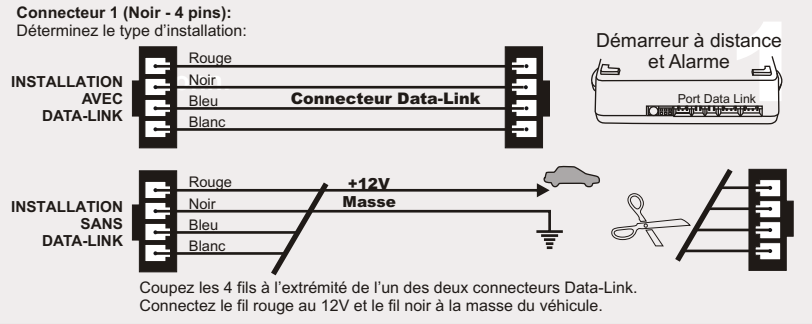 Connecteur 1 (Noir - 4 pins):
Déterminez le type d'installation:
INSTALLATION
AVEC
DATA-LINK
Rouge
Noir
Bleu
Blanc
Connecteur Data-Link
Démarreur à distance
et Alarme
1
Port Data Link
INSTALLATION
SANS
DATA-LINK
Rouge
Noir
Bleu
Blanc
+12V
Masse
Coupez les 4 fils à l'extrémité de l'un des deux connecteurs Data-Link.
Connectez le fil rouge au 12V et le fil noir à la masse du véhicule.